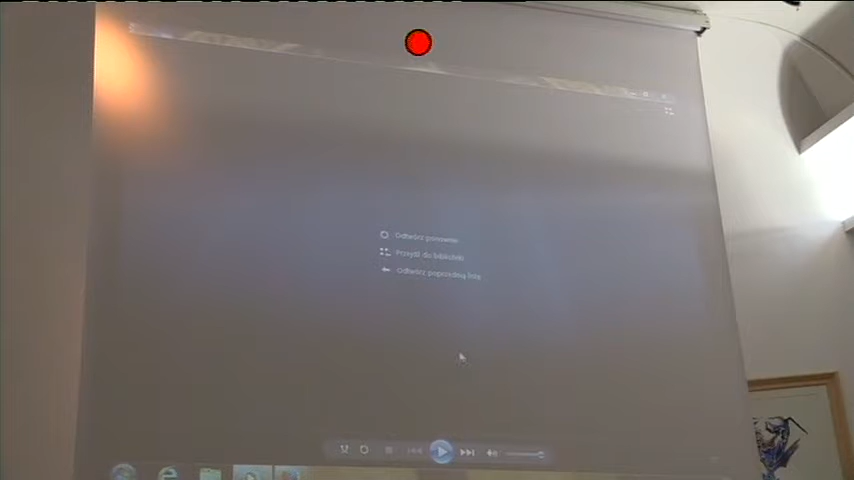 Odtwórz ponownie
Przejdź do biblioteki
Odtwórz poprzednią listę